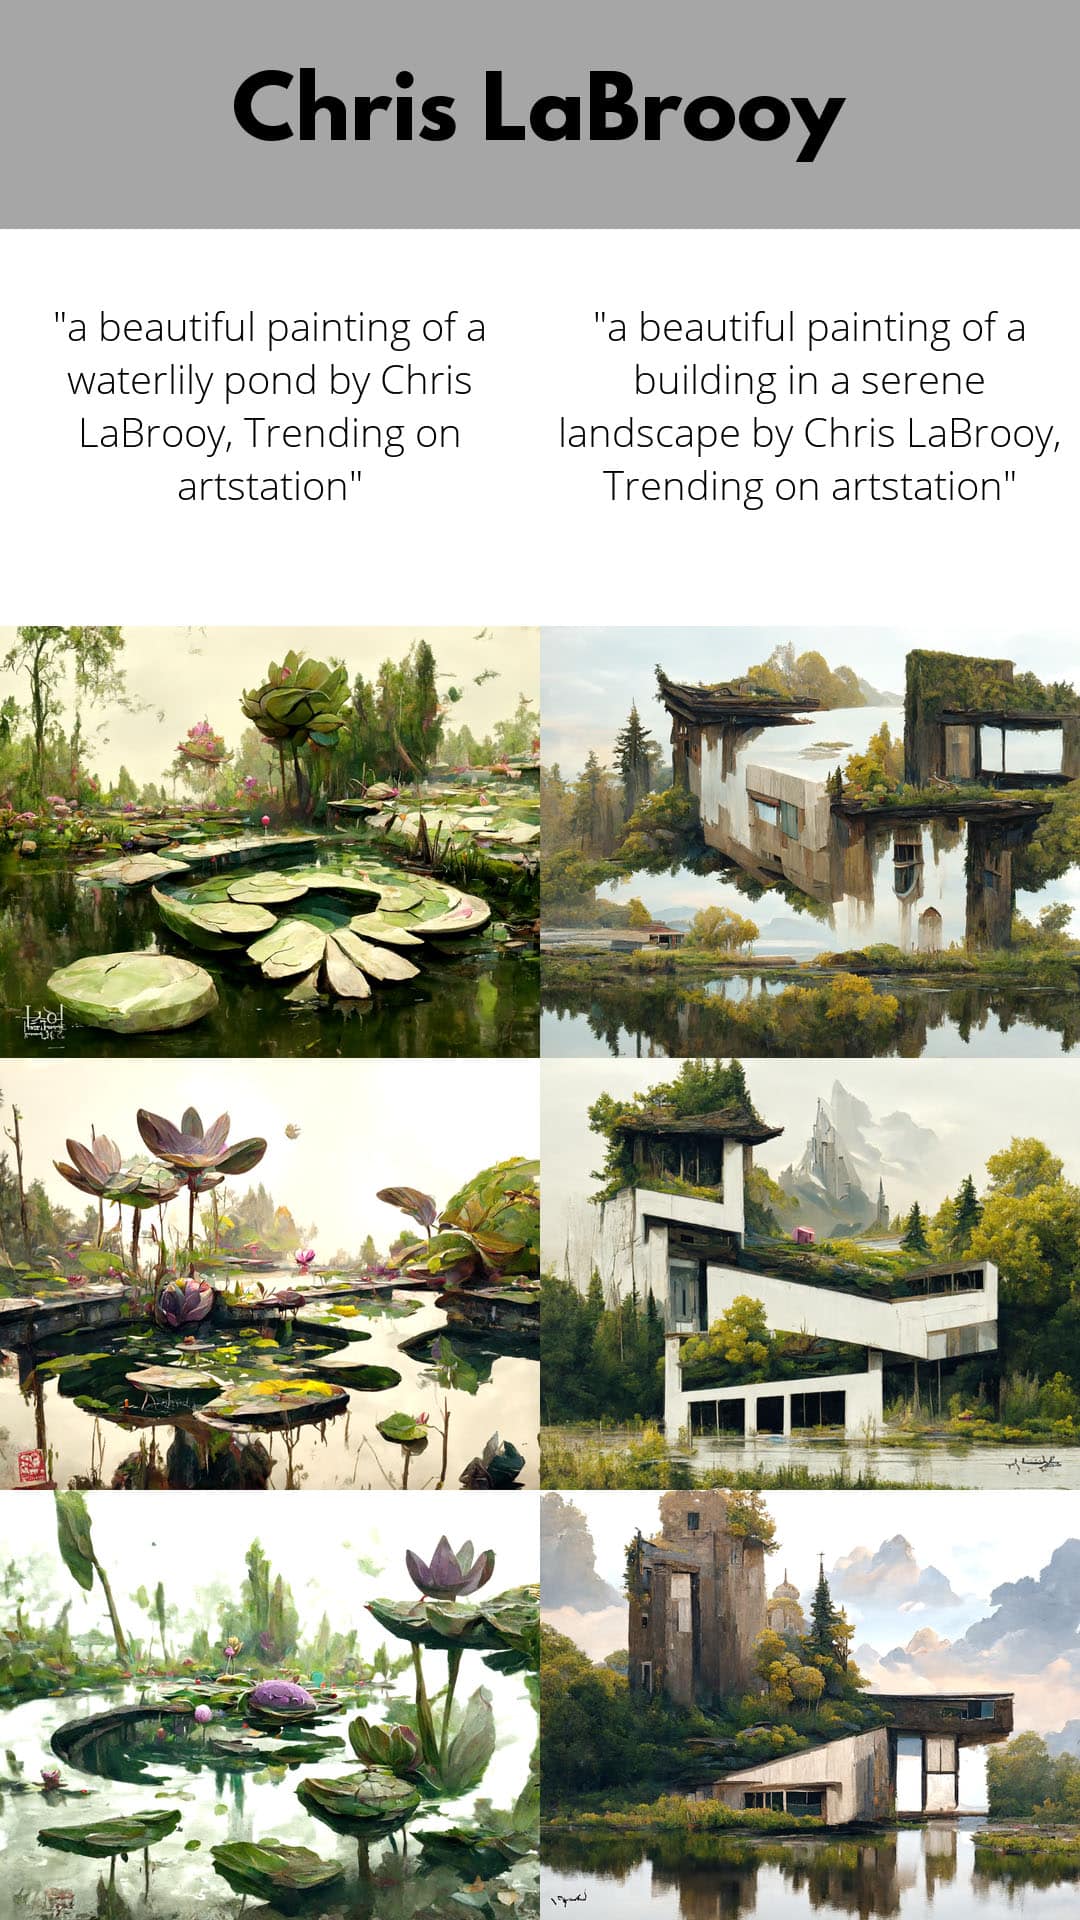 Chris LaBrooy
"a beautiful painting of a
waterlily pond by Chris
LaBrooy, Trending on
artstation"
"a beautiful painting of a
building in a serene
landscape by Chris LaBrooy,
Trending on artstation"